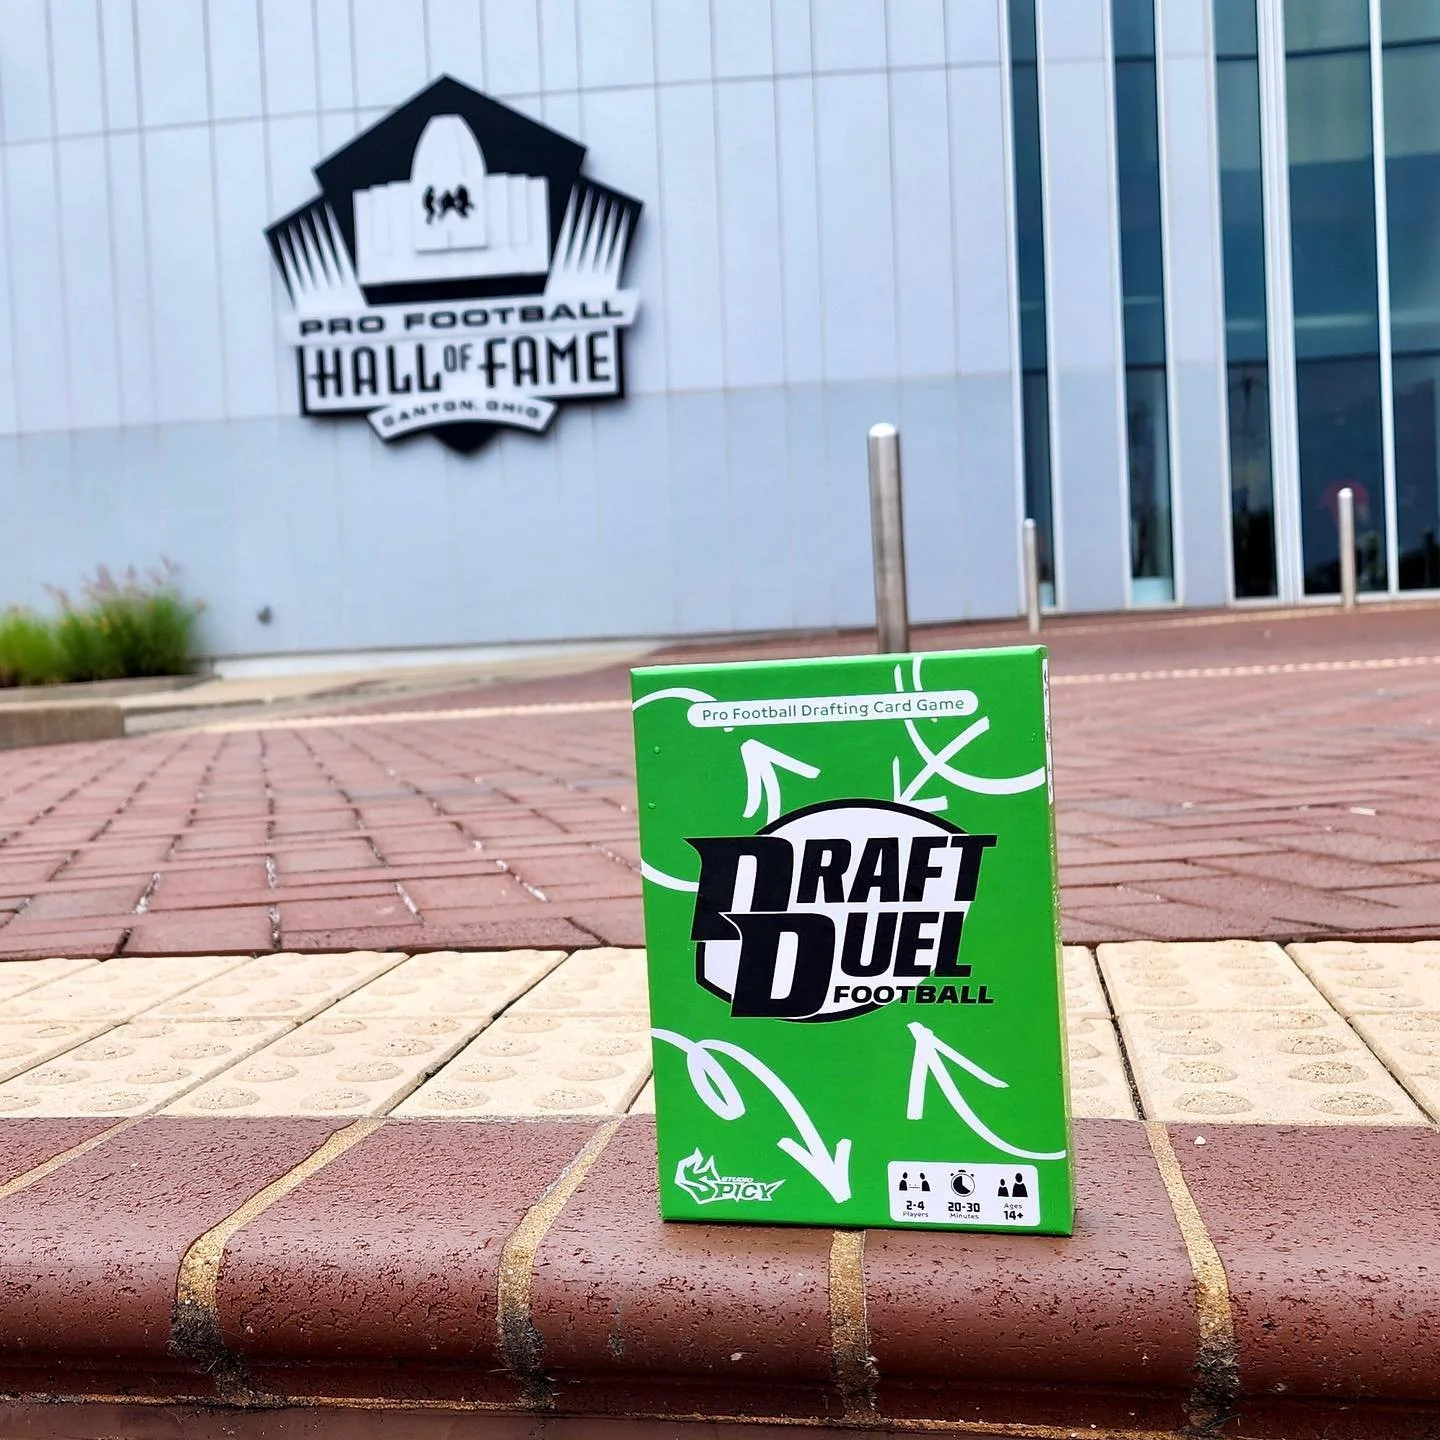 PRO FOOTBALL
HALL OF FAME
CANTON, OHIO
Pro Football Drafting Card Game
DRAFT
DUEL
FOOTBALL
STUDIO
SPICY
2-4
Players
20-30
Minutes
Ages
14+